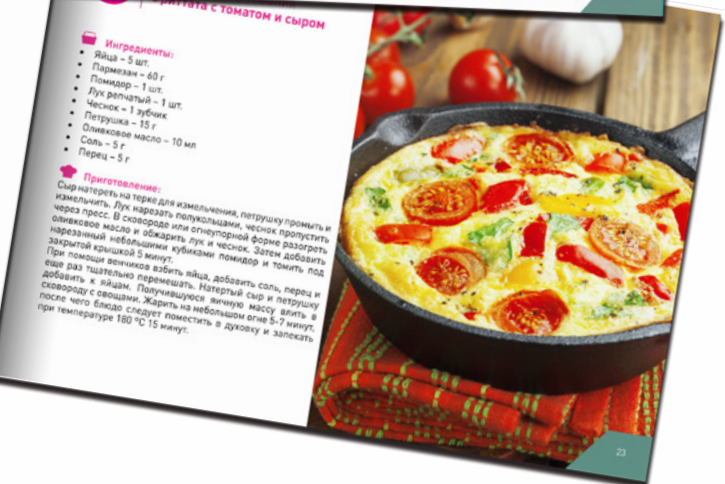 Фриттата с томатом и сыром
Ингредиенты:
• Яйца – 5 шт.
• Пармезан – 60 г
• Помидор – 1 шт.
• Лук репчатый – 1 шт.
• Чеснок – 1 зубчик
• Петрушка – 15 г
• Оливковое масло – 10 мл
• Соль – 5 г
• Перец – 5 г
Приготовление:
Сыр натереть на терке для измельчения, петрушку промыть и
измельчить. Лук нарезать полукольцами, чеснок пропустить
через пресс. В сковороде или огнеупорной форме разогреть
оливковое масло и обжарить лук и чеснок. Затем добавить
нарезанный небольшими кубиками помидор и томить под
закрытой крышкой 5 минут.
При помощи венчиков взбить яйца, добавить соль, перец и
еще раз тщательно перемешать. Натертый сыр и петрушку
добавить к яйцам. Получившуюся яичную массу влить в
сковороду с овощами. Жарить на небольшом огне 5-7 минут,
после чего блюдо следует поместить в духовку и запекать
при температуре 180 °С 15 минут.
23